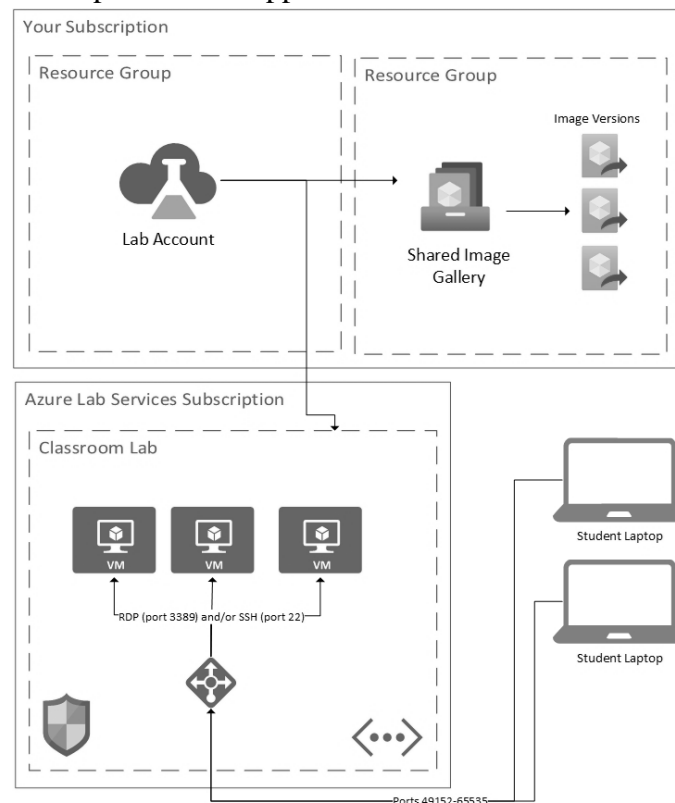 Your Subscription
Resource Group
Resource Group
Image Versions
Lab Account
Shared Image
Gallery
Azure Lab Services Subscription
Classroom Lab
VM
VM
VM
RDP (port 3389) and/or SSH (port 22)
Student Laptop
Student Laptop
Ports 49152-65535